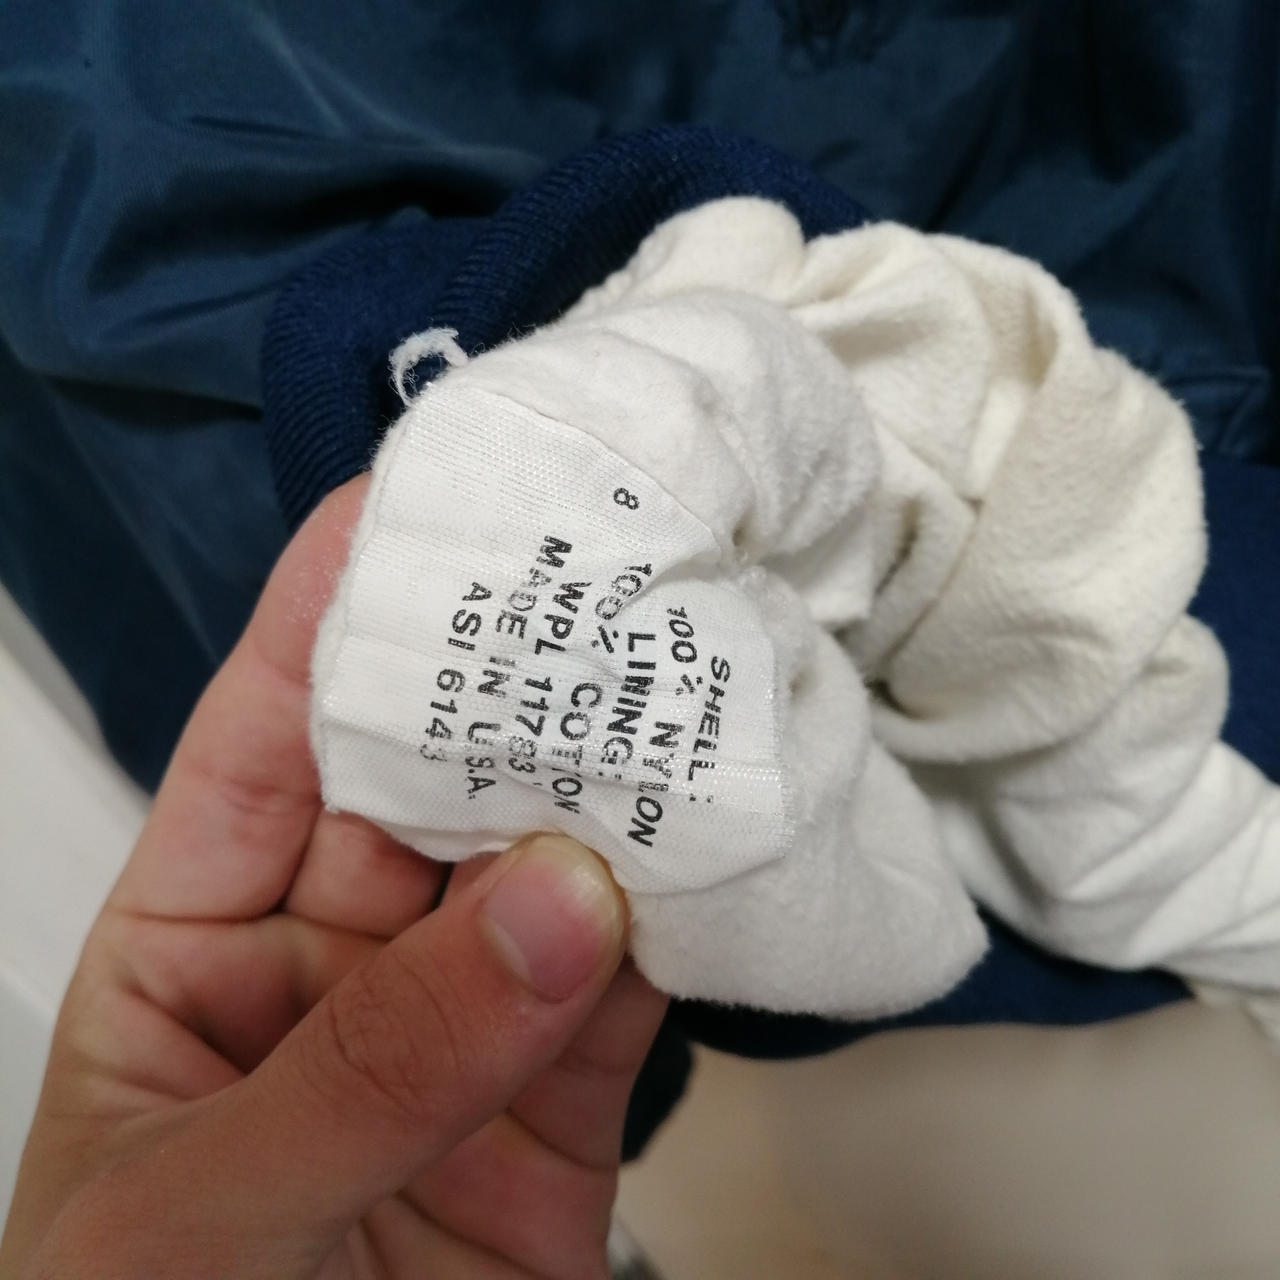 SHELL:
100% NYLON
LINING:
100% COTTON
WPL 11783
MADE IN U.S.A.
ASI 6143
8